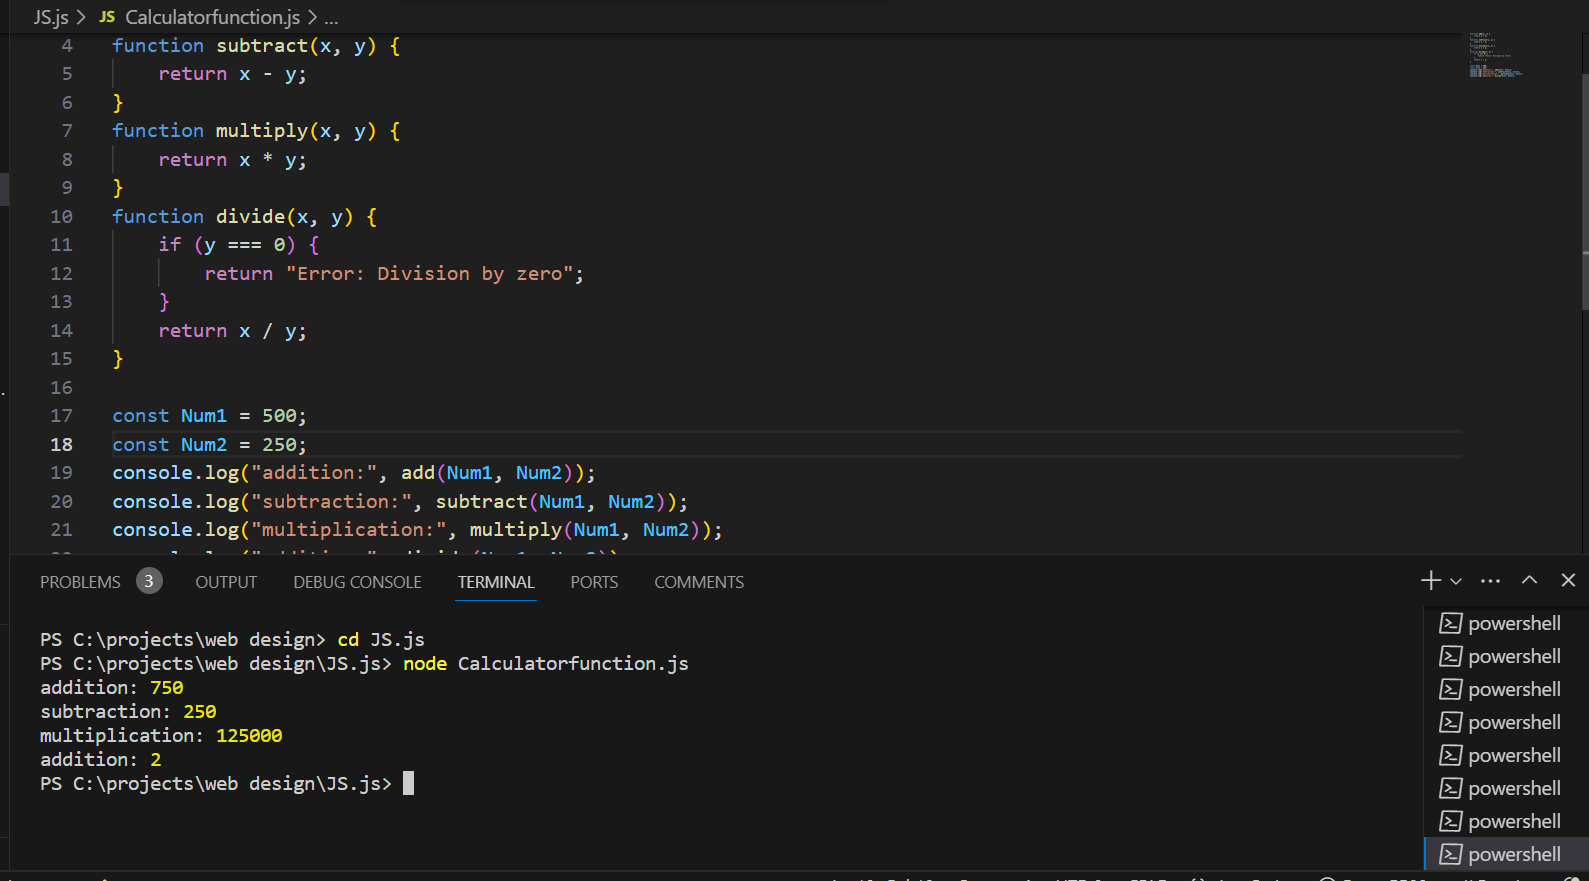 JS.js > JS Calculatorfunction.js > ...
4 function subtract(x, y) {
5 return x - y;
6 }
7 function multiply(x, y) {
8 return x * y;
9 }
10 function divide(x, y) {
11 if (y === 0) {
12 return "Error: Division by zero";
13 }
14 return x / y;
15 }
16
17 const Num1 = 500;
18 const Num2 = 250;
19 console.log("addition:", add(Num1, Num2));
20 console.log("subtraction:", subtract(Num1, Num2));
21 console.log("multiplication:", multiply(Num1, Num2));
PROBLEMS 3 OUTPUT DEBUG CONSOLE TERMINAL PORTS COMMENTS
PS C:\projects\web design> cd JS.js
PS C:\projects\web design\JS.js> node Calculatorfunction.js
addition: 750
subtraction: 250
multiplication: 125000
addition: 2
PS C:\projects\web design\JS.js>
powershell
powershell
powershell
powershell
powershell
powershell
powershell
powershell